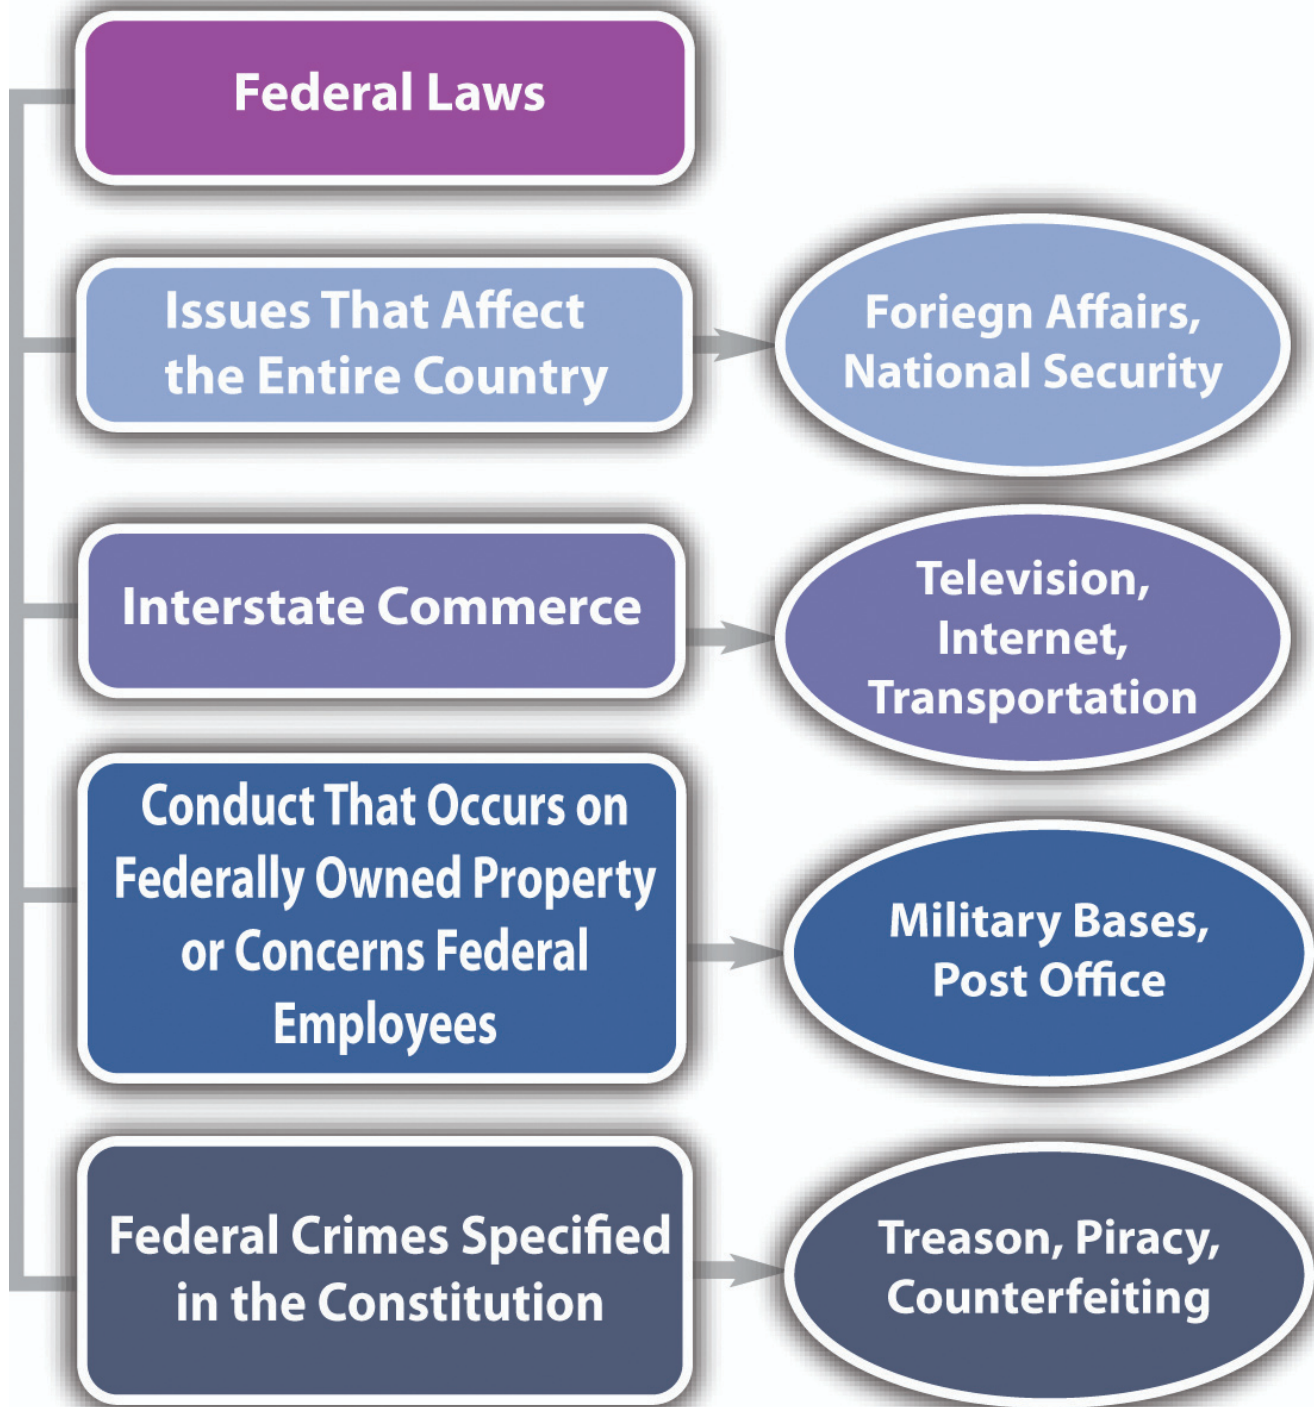 Federal Laws
Issues That Affect
the Entire Country
Foriegn Affairs,
National Security
Interstate Commerce
Television,
Internet,
Transportation
Conduct That Occurs on
Federally Owned Property
or Concerns Federal
Employees
Military Bases,
Post Office
Federal Crimes Specified
in the Constitution
Treason, Piracy,
Counterfeiting